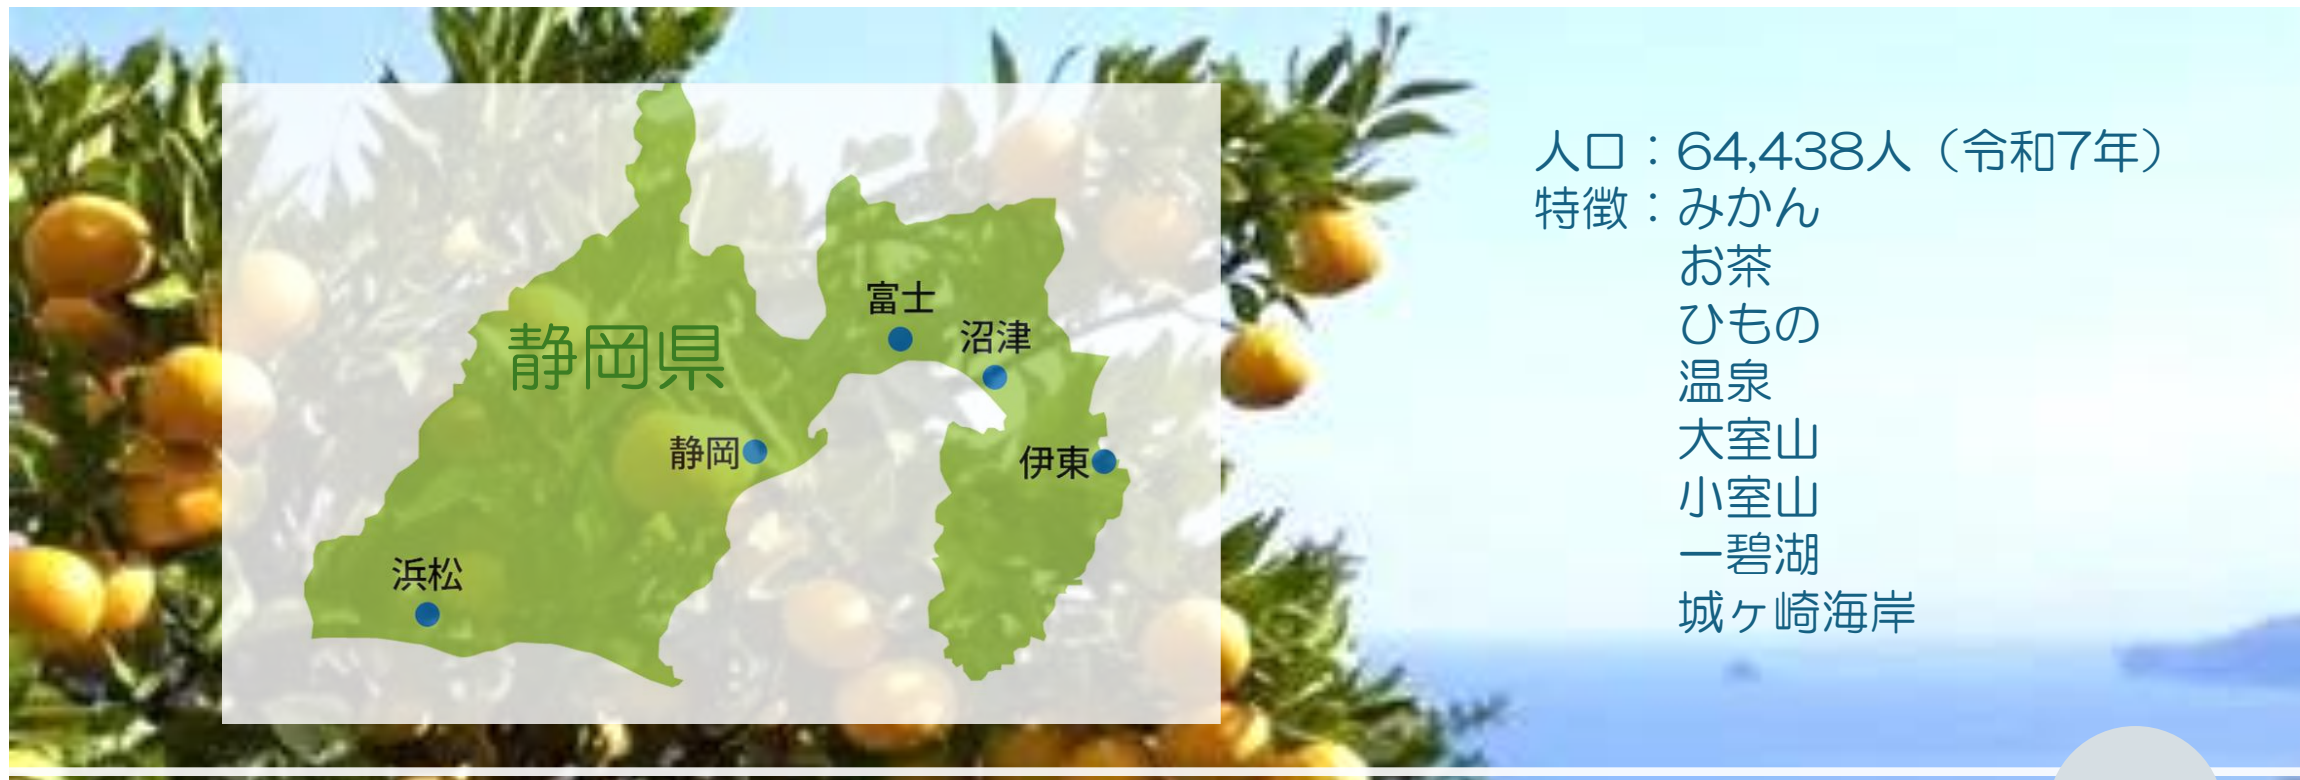 静岡県
富士
沼津
静岡
伊東
浜松
人口：64,438人（令和7年）
特徴：みかん
お茶
ひもの
温泉
大室山
小室山
一碧湖
城ヶ崎海岸